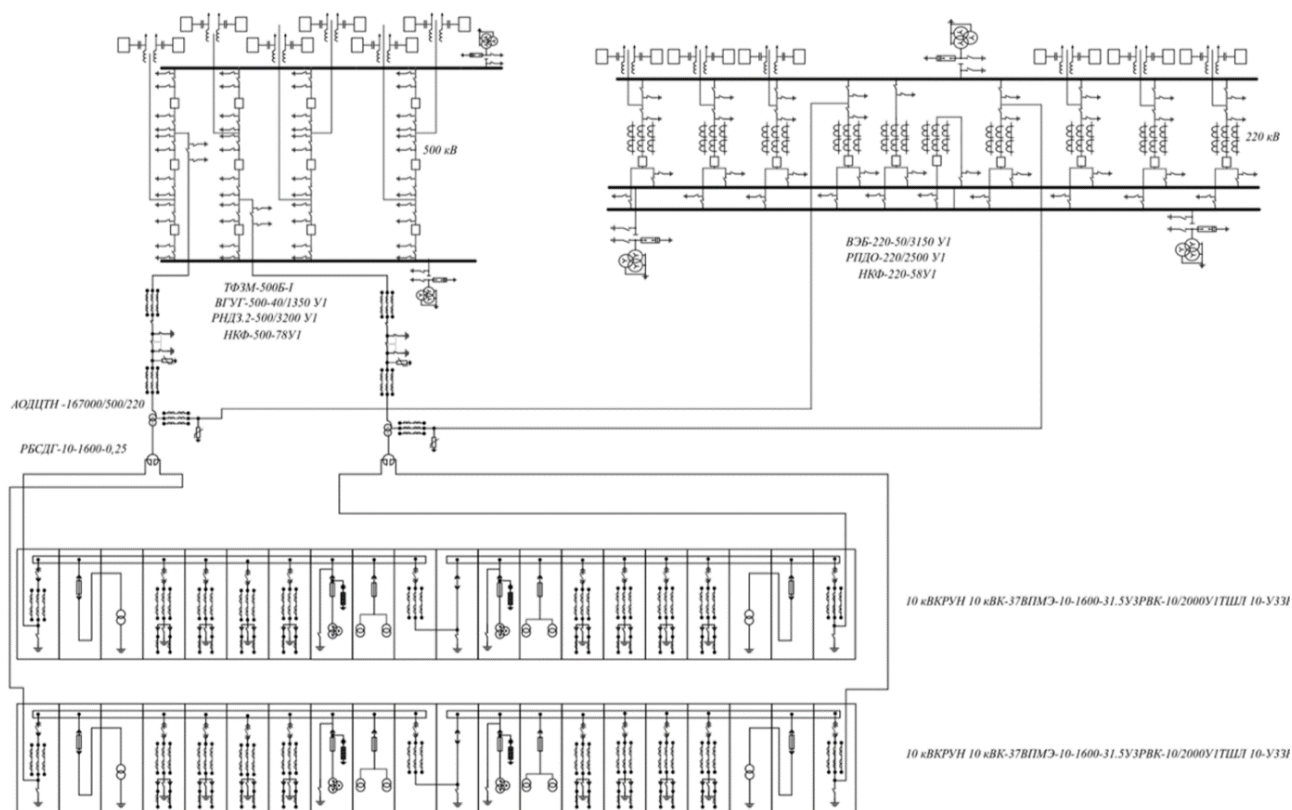 500 кВ
220 кВ
ВЭБ-220-50/3150 У1
РПДО-220/2500 У1
НКФ-220-58У1
ТФЗМ-500Б-I
ВГУГ-500-40/1350 У1
РНДЗ.2-500/3200 У1
НКФ-500-78У1
АОДЦТН -167000/500/220
РБСДГ-10-1600-0,25
10 кВКРУН 10 кВК-37ВПМЭ-10-1600-31.5УЗРВК-10/2000У1ТШЛ 10-УЗЗН
10 кВКРУН 10 кВК-37ВПМЭ-10-1600-31.5УЗРВК-10/2000У1ТШЛ 10-УЗЗН